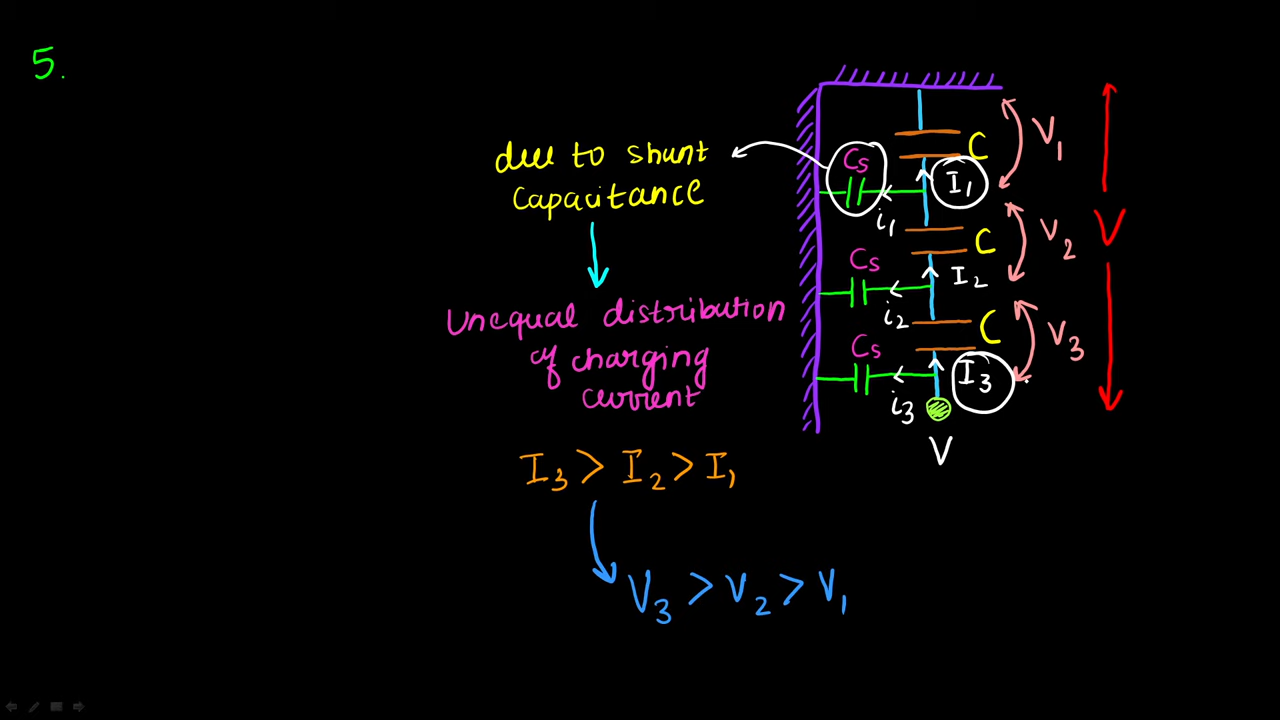 5.
due to shunt
capacitance
Unequal distribution
of charging
current
I3 > I2 > I1
V3 > V2 > V1
C
V1
Cs
I1
i1
V
C
V2
Cs
I2
i2
C
V3
Cs
I3
i3
V